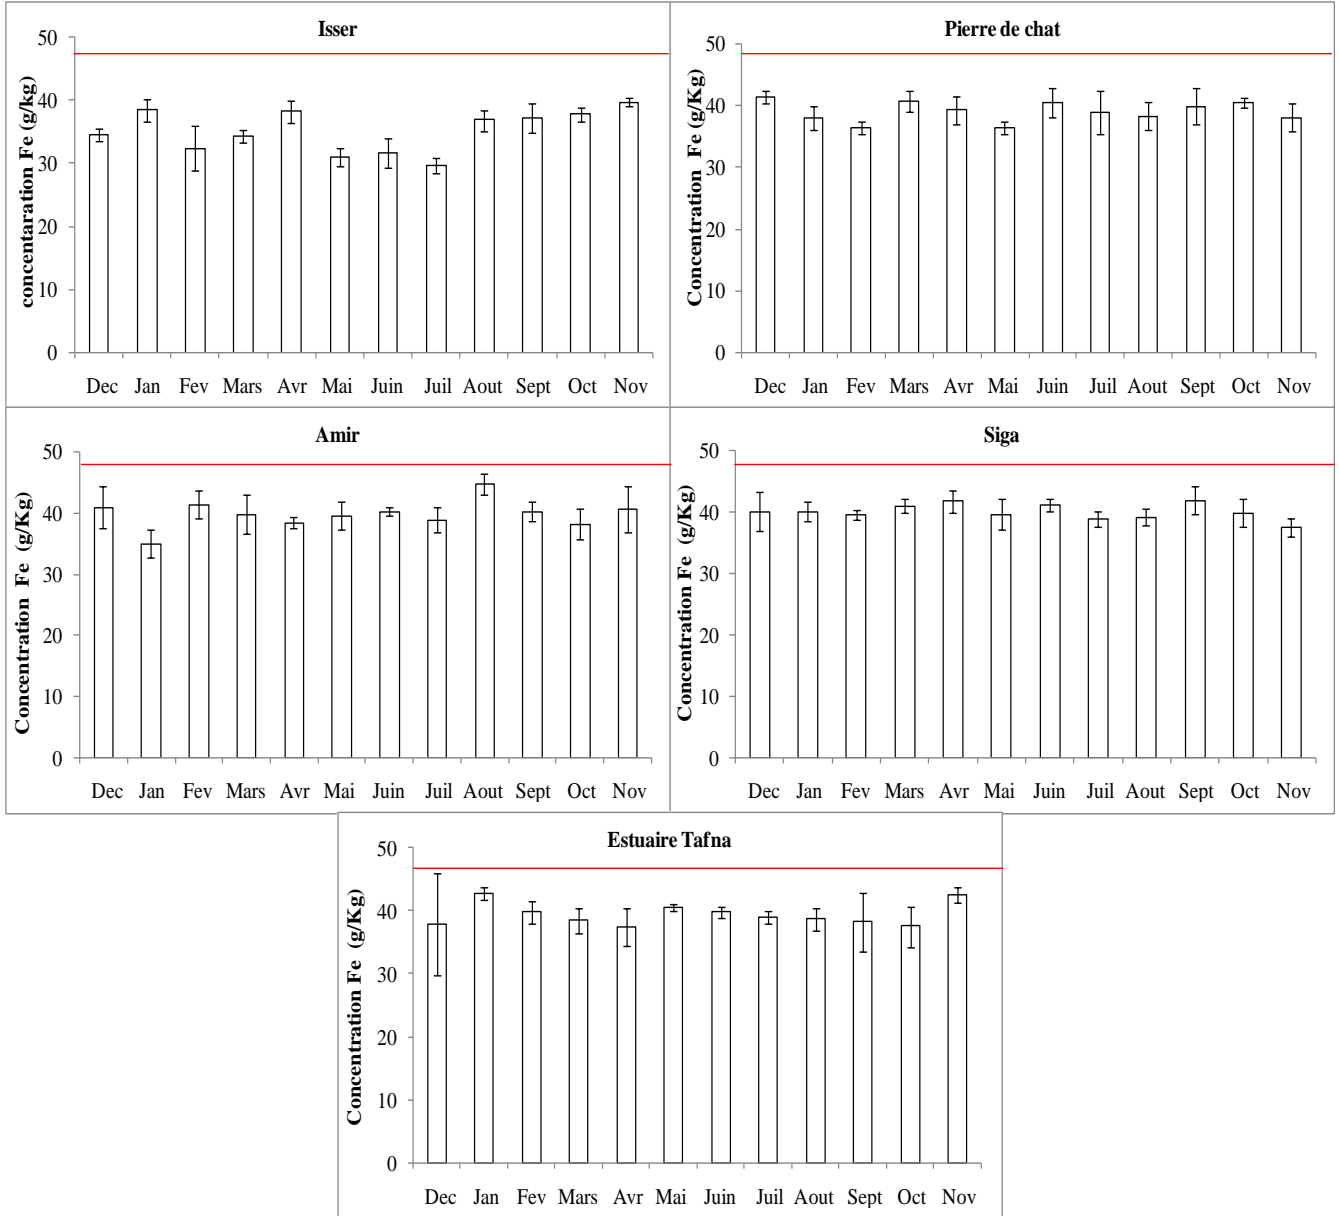 Isser
concentaration Fe (g/kg)
50
40
30
20
10
0
Dec Jan Fev Mars Avr Mai Juin Juil Aout Sept Oct Nov
Pierre de chat
Concentration Fe (g/Kg)
50
40
30
20
10
0
Dec Jan Fev Mars Avr Mai Juin Juil Aout Sept Oct Nov
Amir
Concentration Fe (g/Kg)
50
40
30
20
10
0
Dec Jan Fev Mars Avr Mai Juin Juil Aout Sept Oct Nov
Siga
Concentration Fe (g/Kg)
50
40
30
20
10
0
Dec Jan Fev Mars Avr Mai Juin Juil Aout Sept Oct Nov
Estuaire Tafna
Concentration Fe (g/Kg)
50
40
30
20
10
0
Dec Jan Fev Mars Avr Mai Juin Juil Aout Sept Oct Nov